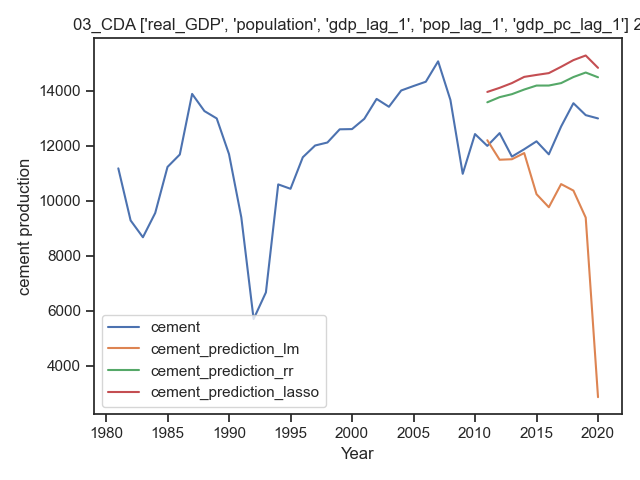 03_CDA ['real_GDP', 'population', 'gdp_lag_1', 'pop_lag_1', 'gdp_pc_lag_1'] 2
cement production
14000
12000
10000
8000
6000
4000
cement
cement_prediction_lm
cement_prediction_rr
cement_prediction_lasso
1980 1985 1990 1995 2000 2005 2010 2015 2020
Year